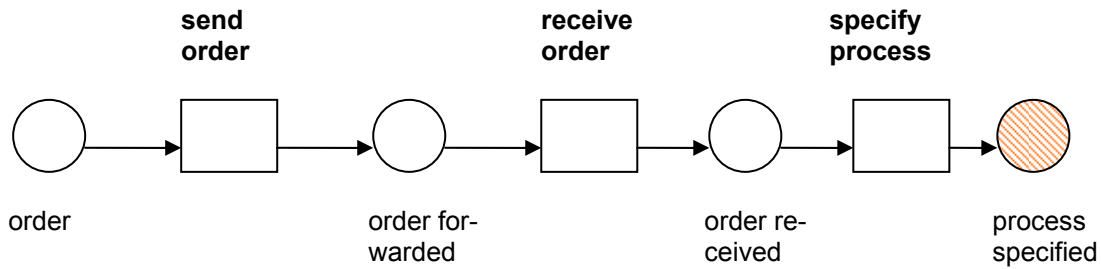 send
order
receive
order
specify
process
order
order for-
warded
order re-
ceived
process
specified